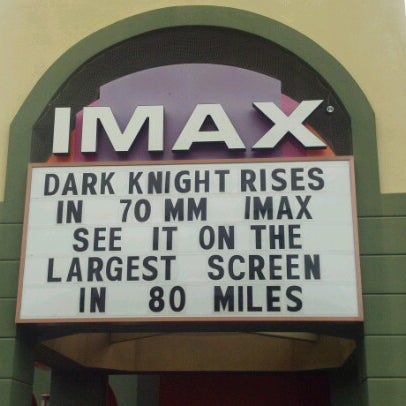 IMAX
DARK KNIGHT RISES
IN 70 MM IMAX
SEE IT ON THE
LARGEST SCREEN
IN 80 MILES